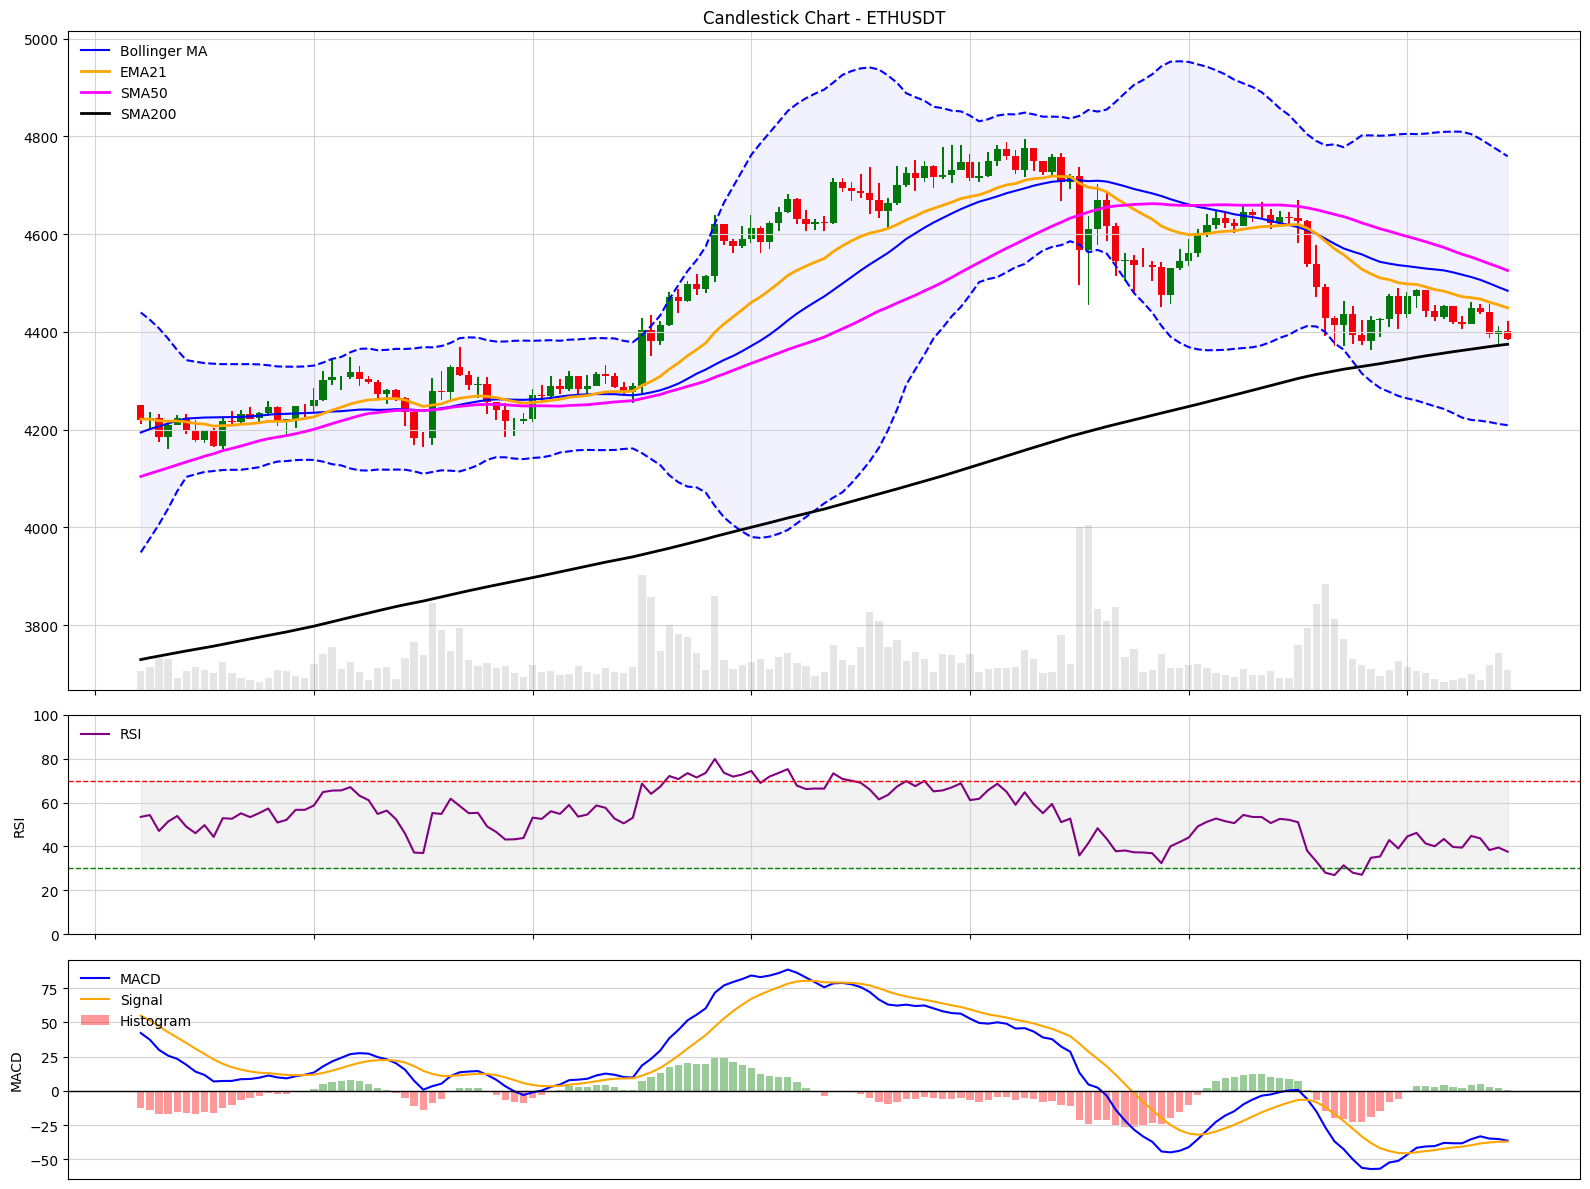 Candlestick Chart - ETHUSDT
5000
4800
4600
4400
4200
4000
3800
Bollinger MA
EMA21
SMA50
SMA200
100
80
60
40
20
0
RSI
RSI
75
50
25
0
−25
−50
MACD
MACD
Signal
Histogram